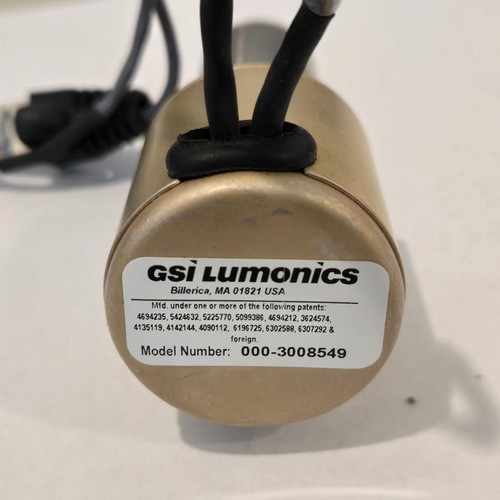 GSI LUMONICS
Billerica, MA 01821 USA
Mfd. under one or more of the following patents:
4694235, 5424632, 5225770, 5099386, 4694212, 3624574,
4135119, 4142144, 4090112, 6196725, 6302588, 6307292 &
foreign.
Model Number: 000-3008549